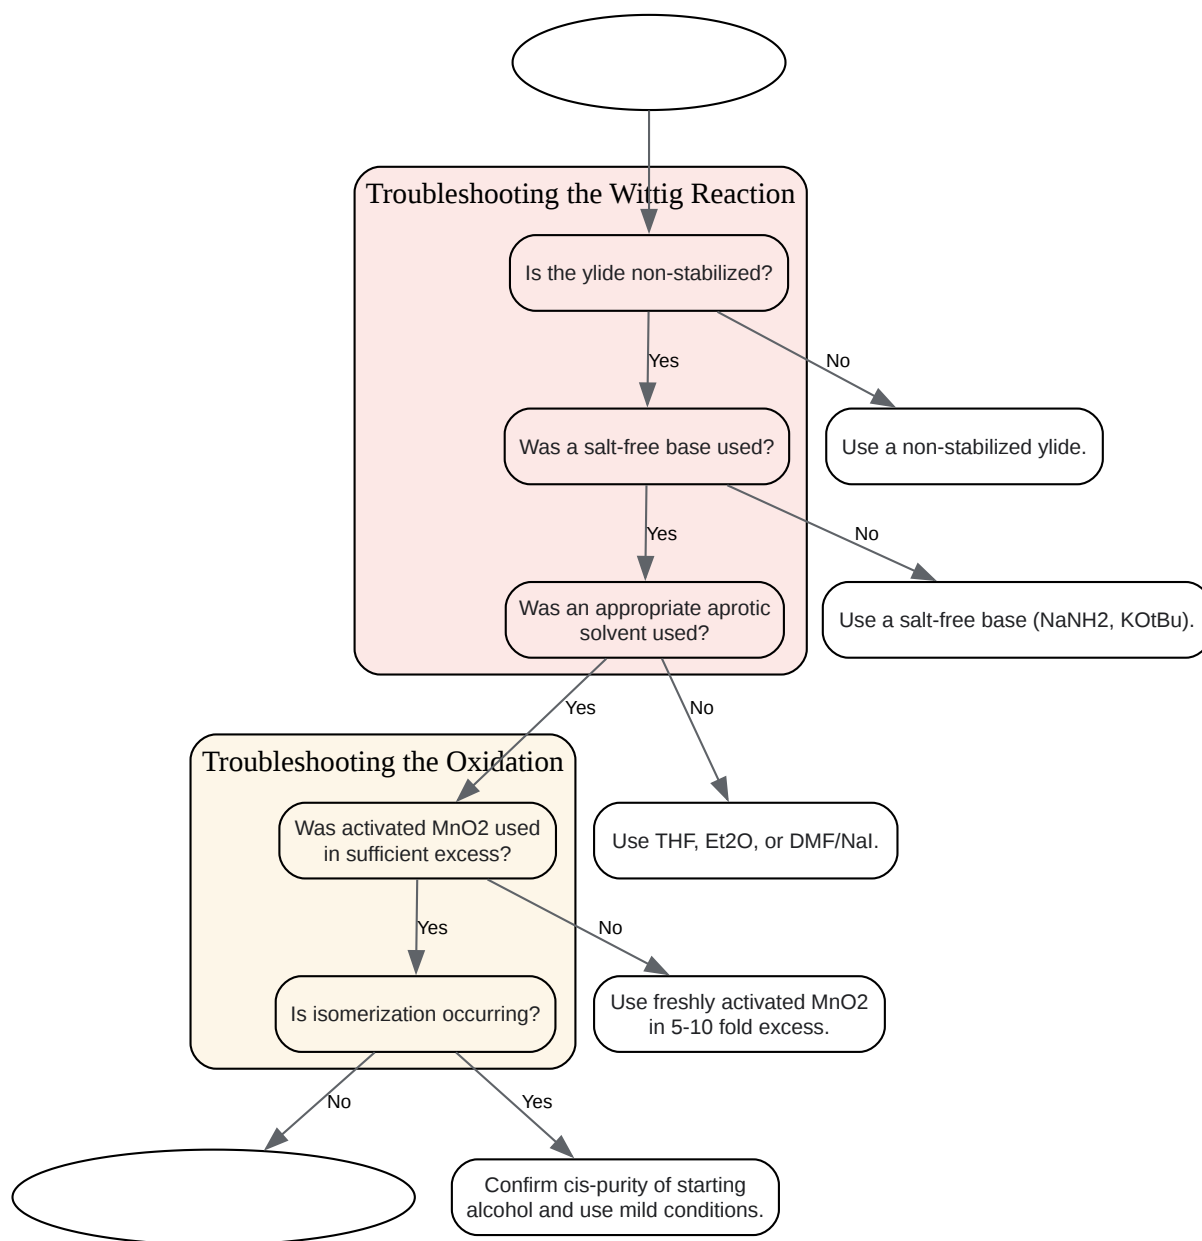 Troubleshooting the Wittig Reaction
Is the ylide non-stabilized?
Yes
No
Was a salt-free base used?
Use a non-stabilized ylide.
Yes
No
Was an appropriate aprotic
solvent used?
Use a salt-free base (NaNH2, KOtBu).
Yes
No
Troubleshooting the Oxidation
Was activated MnO2 used
in sufficient excess?
Use THF, Et2O, or DMF/NaI.
Yes
No
Is isomerization occurring?
Use freshly activated MnO2
in 5-10 fold excess.
No
Yes
Confirm cis-purity of starting
alcohol and use mild conditions.